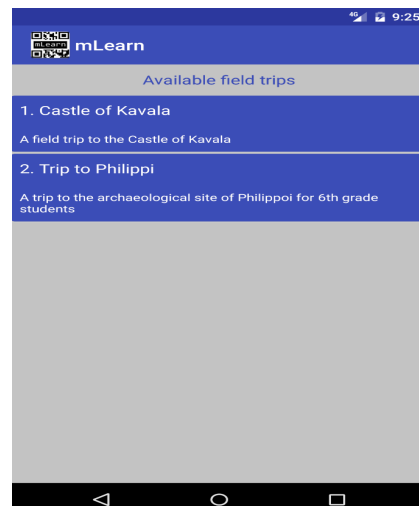 4G 9:25
mLearn mLearn
Available field trips
1. Castle of Kavala
A field trip to the Castle of Kavala
2. Trip to Philippi
A trip to the archaeological site of Philippoi for 6th grade
students